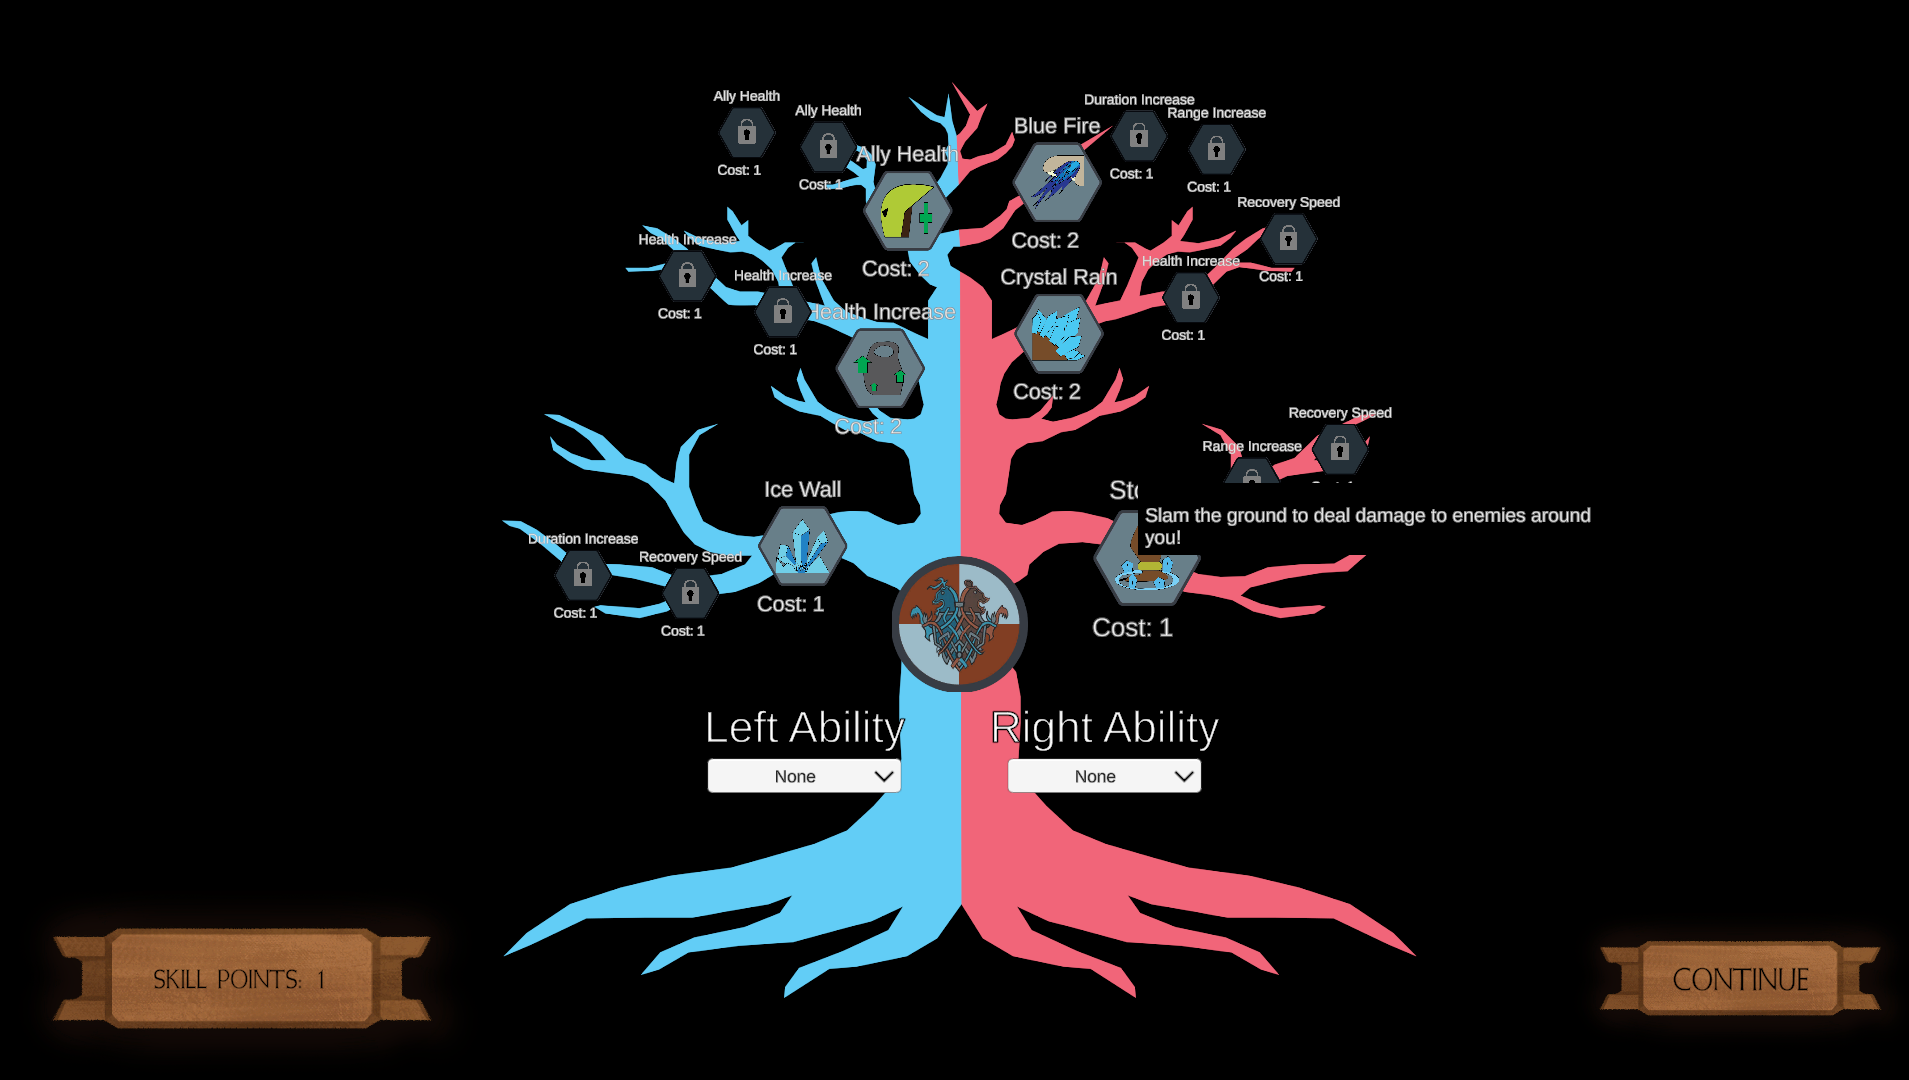 Ally Health
Ally Health
Duration Increase
Range Increase
Blue Fire
Ally Health
Cost: 1
Cost: 1
Cost: 1
Cost: 1
Recovery Speed
Health Increase
Cost: 2
Health Increase
Cost: 2
Health Increase
Crystal Rain
Cost: 1
Cost: 1
Health Increase
Cost: 1
Cost: 1
Cost: 2
Recovery Speed
Cost: 2
Range Increase
Ice Wall
Slam the ground to deal damage to enemies around
you!
Duration Increase
Recovery Speed
Cost: 1
Cost: 1
Cost: 1
Cost: 1
Left Ability
Right Ability
None
None
SKILL POINTS: 1
CONTINUE